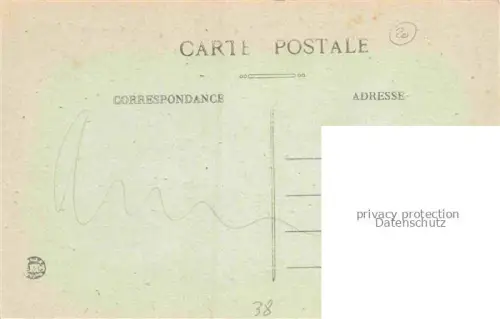 CARTE POSTALE
CORRESPONDANCE
ADRESSE
privacy protection
Datenschutz
38